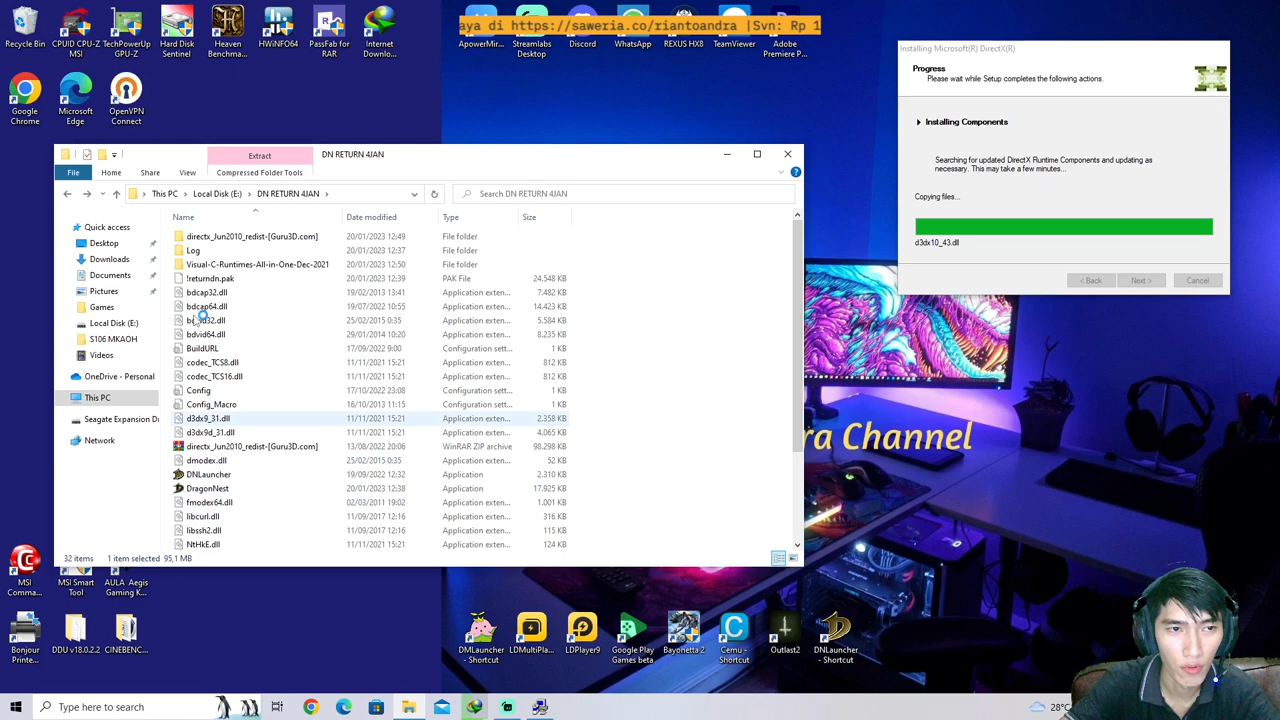 Recycle Bin
CPUID CPU-Z MSI
TechPowerUp GPU-Z
Hard Disk Sentinel
Heaven Benchmar...
HWiNFO64
PassFab for RAR
Internet Downlo...
aya di https://saweria.co/riantoandra |Svn: Rp 1
ApowerMir...
Streamlabs Desktop
Discord
WhatsApp
REXUS HX8
TeamViewer
Adobe Premiere P...
Google Chrome
Microsoft Edge
OpenVPN Connect
Installing Microsoft(R) DirectX(R)
Progress
Please wait while Setup completes the following actions.
Installing Components
Searching for updated DirectX Runtime Components and updating as
necessary. This may take a few minutes...
Copying files...
d3dx10_43.dll
< Back
Next >
Cancel
Extract
DN RETURN 4JAN
File
Home
Share
View
Compressed Folder Tools
This PC
Local Disk (E:)
DN RETURN 4JAN
Search DN RETURN 4JAN
Name Date modified Type Size
Quick access
Desktop
Downloads
Documents
Pictures
Games
Local Disk (E:)
S106 MKAOH
Videos
OneDrive - Personal
This PC
Seagate Expansion Dr
Network
directx_Jun2010_redist-[Guru3D.com] 20/01/2023 12:49 File folder
Log 20/01/2023 12:37 File folder
Visual-C-Runtimes-All-in-One-Dec-2021 20/01/2023 12:50 File folder
!returndn.pak 20/01/2023 12:39 PAK File 24,548 KB
bdcap32.dll 19/02/2013 13:41 Application exten... 7.482 KB
bdcap64.dll 19/07/2022 10:55 Application exten... 14.423 KB
25/02/2015 0:35 Application exten... 5,584 KB
bdvid64.dll 29/01/2014 10:20 Application exten... 8.235 KB
BuildURL 17/09/2022 9:00 Configuration sett... 1 KB
codec_TCS8.dll 11/11/2021 15:21 Application exten... 812 KB
codec_TCS16.dll 11/11/2021 15:21 Application exten... 812 KB
Config 17/10/2022 23:08 Configuration sett... 1 KB
Config_Macro 16/10/2013 11:15 Configuration sett... 1 KB
d3dx9_31.dll 11/11/2021 15:21 Application exten... 2.358 KB
d3dx9d_31.dll 11/11/2021 15:21 Application exten... 4.065 KB
directx_Jun2010_redist-[Guru3D.com] 13/08/2022 20:06 WinRAR ZIP archive 98.298 KB
dmodex.dll 25/02/2015 0:35 Application exten... 52 KB
DNLauncher 19/09/2022 12:32 Application 2.310 KB
DragonNest 20/01/2023 12:38 Application 17,925 KB
fmodex64.dll 02/03/2011 19:02 Application exten... 1.001 KB
libcurl.dll 11/09/2017 12:16 Application exten... 316 KB
libssh2.dll 11/09/2017 12:16 Application exten... 115 KB
NtHkE.dll 11/11/2021 15:21 Application exten... 124 KB
32 items 1 item selected 95,1 MB
ra Channel
MSI Comma...
MSI Smart Tool
AULA Aegis Gaming K...
Bonjour Printe...
DDU v18.0.2.2
CINEBENC...
DMLauncher - Shortcut
LDMultiPla...
LDPlayer9
Google Play Games beta
Bayonetta 2
Cemu - Shortcut
Outlast2
DNLauncher - Shortcut
Type here to search
28°C